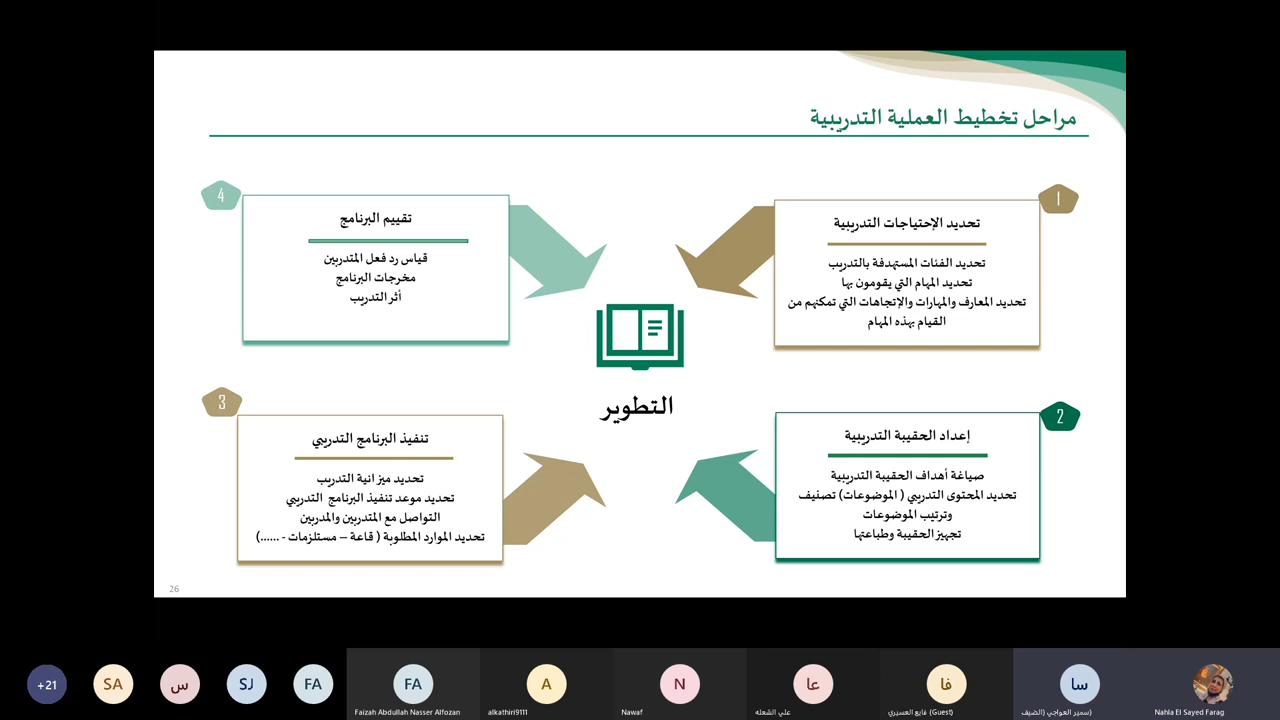 مراحل تخطيط العملية التدريبية
1
تحديد الإحتياجات التدريبية
تحديد الفئات المستهدفة بالتدريب
تحديد المهام التي يقومون بها
تحديد المعارف والمهارات والإتجاهات التي تمكنهم من
القيام بهذه المهام
2
إعداد الحقيبة التدريبية
صياغة أهداف الحقيبة التدريبية
تحديد المحتوى التدريبي ( الموضوعات) تصنيف
وترتيب الموضوعات
تجهيز الحقيبة وطباعتها
3
تنفيذ البرنامج التدريبي
تحديد ميزانية التدريب
تحديد موعد تنفيذ البرنامج التدريبي
التواصل مع المتدربين والمدربين
تحديد الموارد المطلوبة ( قاعة – مستلزمات - ......)
4
تقييم البرنامج
قياس رد فعل المتدربين
مخرجات البرنامج
أثر التدريب
التطوير
26
+21
SA
س
SJ
FA
FA
Faizah Abdullah Nasser Alfozan
A
alkathiri9111
N
Nawaf
عا
علي الشعله
فا
فايع العسيري (Guest)
سا
سمير العواجي (الضيف)
Nahla El Sayed Farag